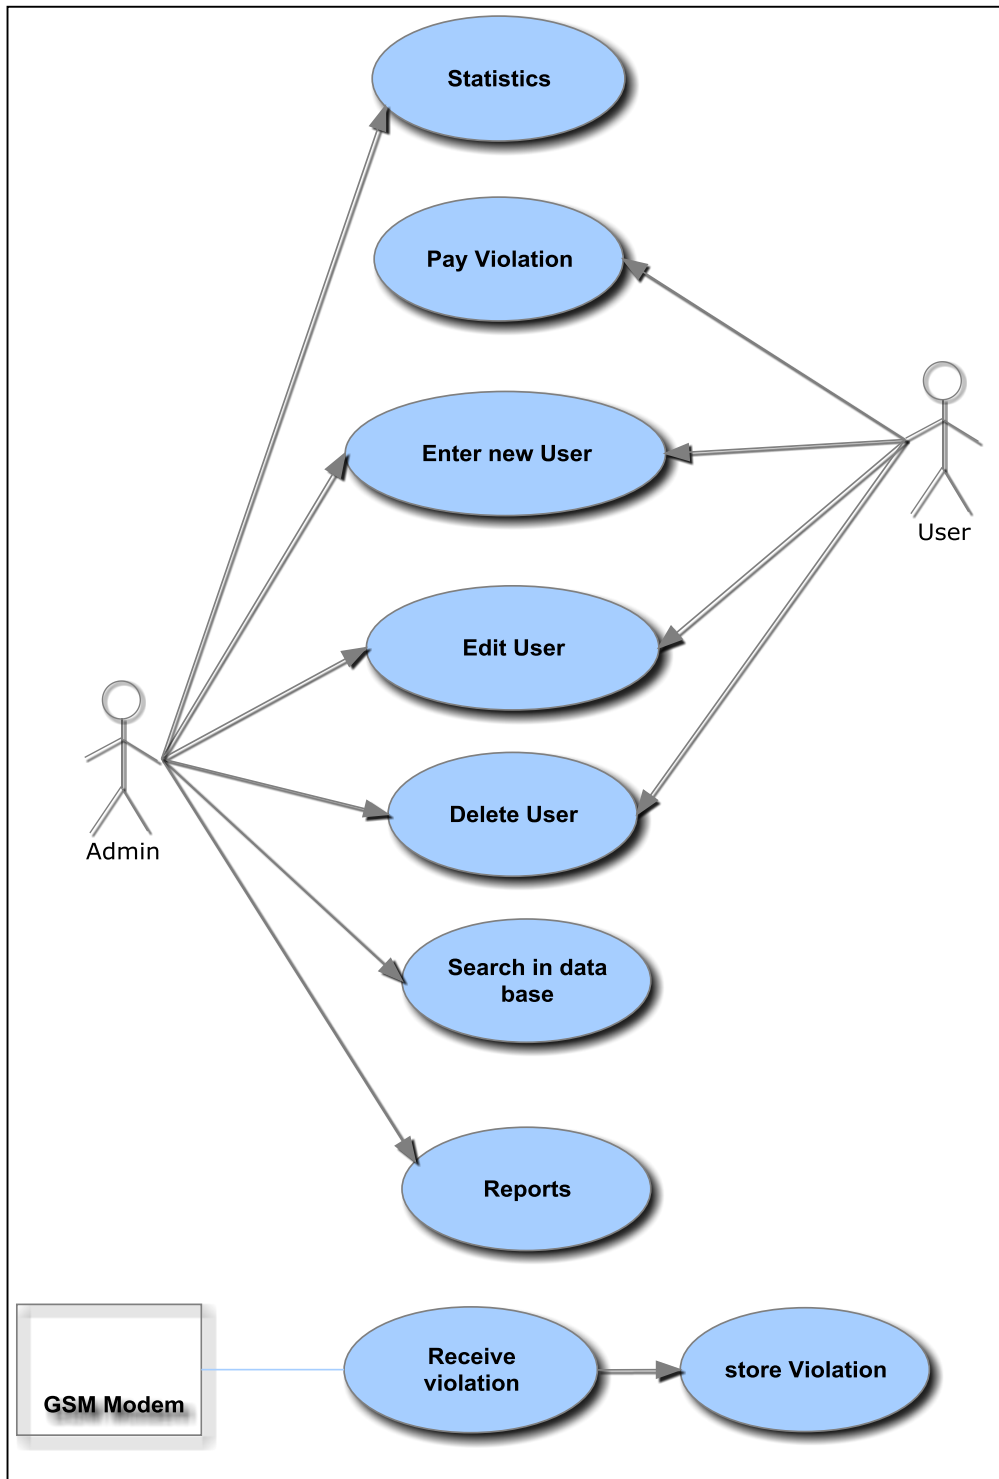 Statistics
Pay Violation
Enter new User
User
Edit User
Delete User
Admin
Search in data
base
Reports
GSM Modem
Receive
violation
store Violation